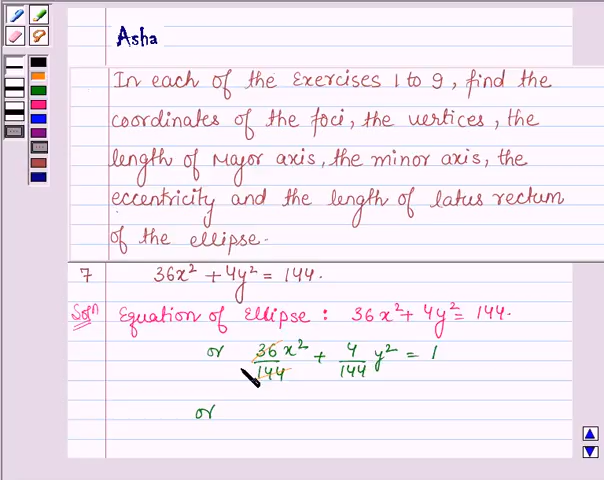 Asha
In each of the Exercises 1 to 9, find the
coordinates of the foci, the vertices, the
length of Major axis, the minor axis, the
eccentricity and the length of latus rectum
of the ellipse.
7 36x² + 4y² = 144.
Solⁿ Equation of Ellipse : 36x² + 4y² = 144.
or 36/144 x² + 4/144 y² = 1
or